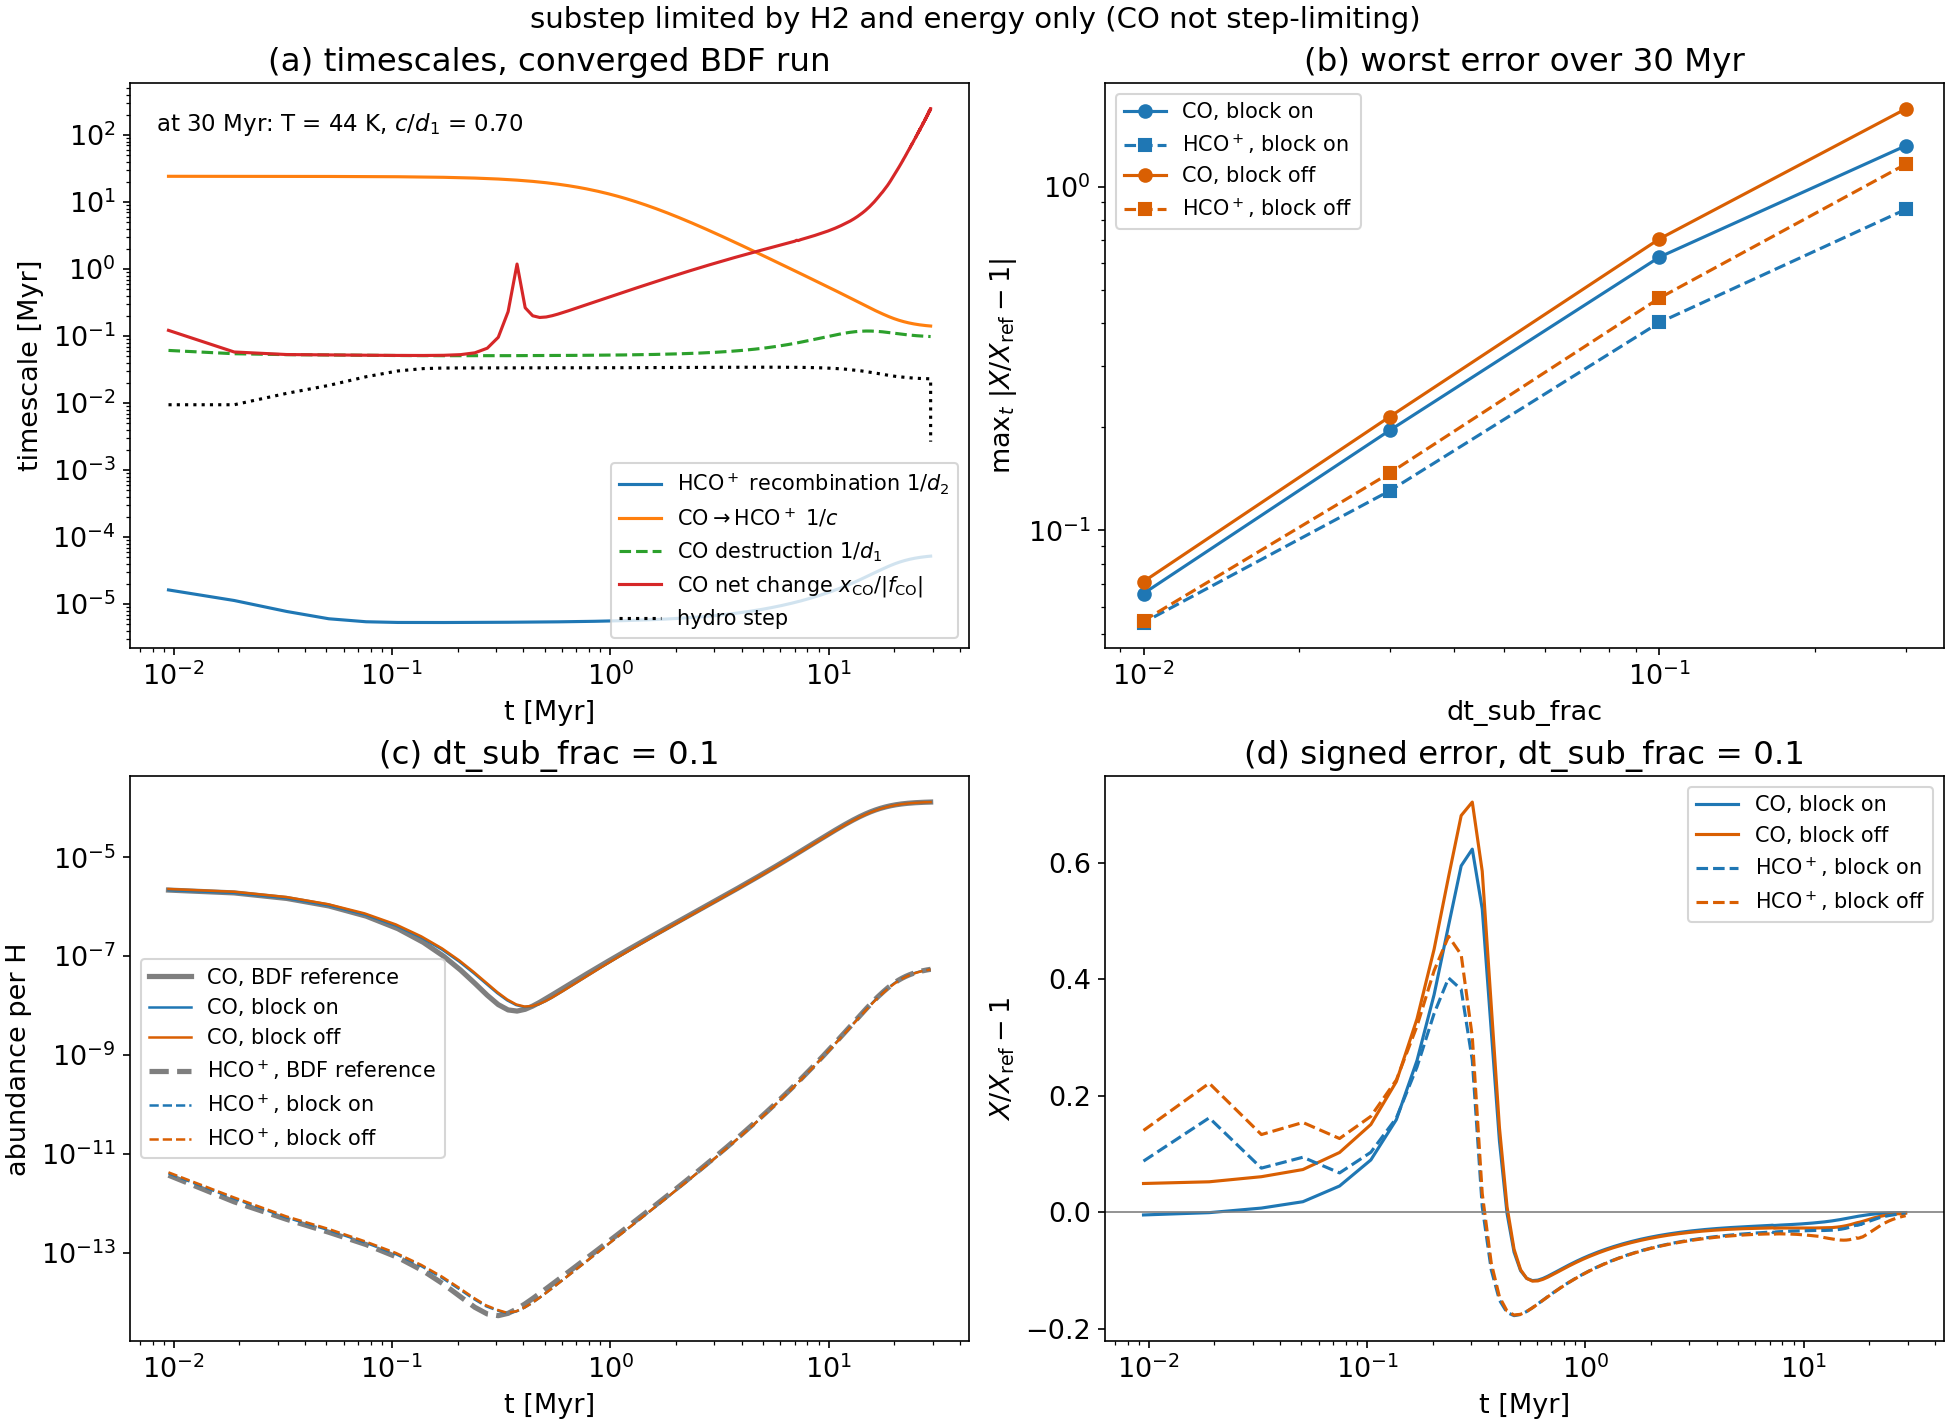 substep limited by H2 and energy only (CO not step-limiting)
(a) timescales, converged BDF run
at 30 Myr: T = 44 K, c/d₁ = 0.70
timescale [Myr]
10²
10¹
10⁰
10⁻¹
10⁻²
10⁻³
10⁻⁴
10⁻⁵
HCO⁺ recombination 1/d₂
CO→HCO⁺ 1/c
CO destruction 1/d₁
CO net change x_CO/|f_CO|
hydro step
10⁻² 10⁻¹ 10⁰ 10¹
t [Myr]
(b) worst error over 30 Myr
CO, block on
HCO⁺, block on
CO, block off
HCO⁺, block off
max_t |X/X_ref − 1|
10⁰
10⁻¹
10⁻² 10⁻¹
dt_sub_frac
(c) dt_sub_frac = 0.1
abundance per H
10⁻⁵
10⁻⁷
10⁻⁹
10⁻¹¹
10⁻¹³
CO, BDF reference
CO, block on
CO, block off
HCO⁺, BDF reference
HCO⁺, block on
HCO⁺, block off
10⁻² 10⁻¹ 10⁰ 10¹
t [Myr]
(d) signed error, dt_sub_frac = 0.1
CO, block on
CO, block off
HCO⁺, block on
HCO⁺, block off
X/X_ref − 1
0.6
0.4
0.2
0.0
−0.2
10⁻² 10⁻¹ 10⁰ 10¹
t [Myr]